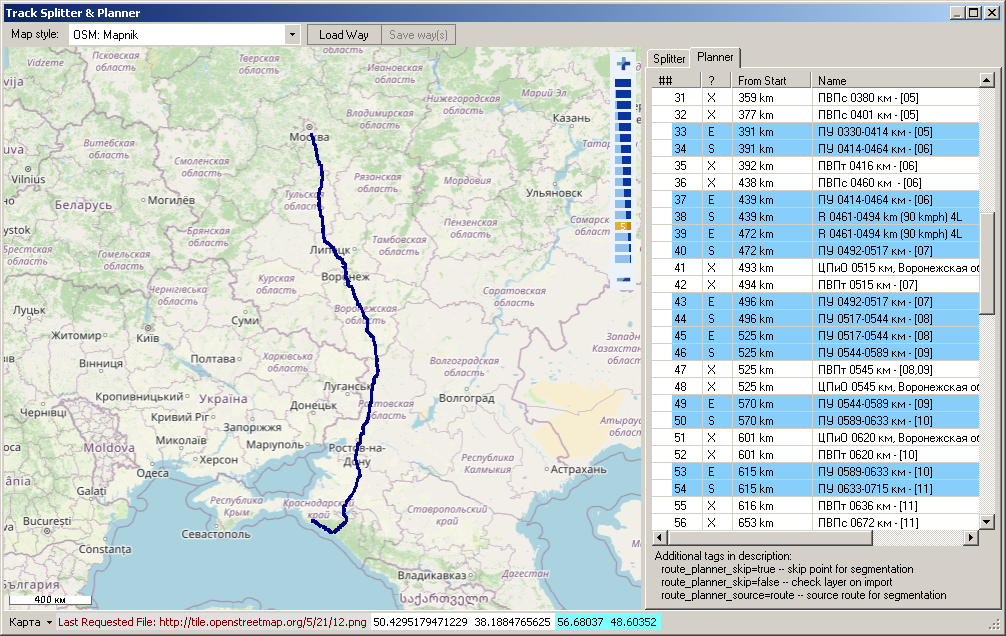 Track Splitter & Planner
Map style:
OSM: Mapnik
Load Way
Save way(s)
Splitter
Planner
## ? From Start Name
31 X 359 km ПВПс 0380 км - [05]
32 X 377 km ПВПс 0401 км - [05]
33 E 391 km ПУ 0330-0414 км - [05]
34 S 391 km ПУ 0414-0464 км - [06]
35 X 392 km ПВПт 0416 км - [06]
36 X 438 km ПВПс 0460 км  - [06]
37 E 439 km ПУ 0414-0464 км - [06]
38 S 439 km R 0461-0494 km (90 kmph) 4L
39 E 472 km R 0461-0494 km (90 kmph) 4L
40 S 472 km ПУ 0492-0517 км - [07]
41 X 493 km ЦПиО 0515 км, Воронежская об
42 X 494 km ПВПт 0515 км - [07]
43 E 496 km ПУ 0492-0517 км - [07]
44 S 496 km ПУ 0517-0544 км - [08]
45 E 525 km ПУ 0517-0544 км - [08]
46 S 525 km ПУ 0544-0589 км - [09]
47 X 525 km ПВПт 0545 км - [08,09]
48 X 525 km ЦПиО 0545 км, Воронежская об
49 E 570 km ПУ 0544-0589 км - [09]
50 S 570 km ПУ 0589-0633 км - [10]
51 X 601 km ЦПиО 0620 км, Воронежская об
52 X 601 km ПВПт 0620 км - [10]
53 E 615 km ПУ 0589-0633 км - [10]
54 S 615 km ПУ 0633-0715 км - [11]
55 X 616 km ПВПт 0636 км - [11]
56 X 653 km ПВПс 0672 км - [11]
Additional tags in description:
route_planner_skip=true -- skip point for segmentation
route_planner_skip=false -- check layer on import
route_planner_source=route -- source route for segmentation
Vidzeme
Псковская
область
Тверская
область
Ярославская
область
Владимирская
область
Нижегородская
область
Марий Эл
Казань
Москва
Витебская
область
Смоленская
область
Vilnius
Беларусь
Могилёв
Тульская
область
Рязанская
область
Мордовия
Ульяновск
Самарская
область
Брянская
область
Гомельская
область
Липецк
Тамбовская
область
Пензенская
область
5
Курская
область
Воронеж
Воронежская
область
Саратовская
область
Чернігівська
область
Луцьк
Житомир
Київ
Суми
Полтава
Харківська
область
Вінниця
Кропивницький
Україна
Луганськ
Волгоградская
область
Волгоград
Чернівці
Кривий Ріг
Донецьк
Ростовская
область
Запоріжжя
Moldova
Миколаїв
Маріуполь
Херсон
Ростов-на-
Дону
Одеса
Республика
Калмыкия
Астрахань
Galați
Республика
Крым
Краснодарский
край
Ставропольский
край
București
Севастополь
Constanța
Владикавказ
Дагестан
България
საქართველო
400 км
Карта
Last Requested File: http://tile.openstreetmap.org/5/21/12.png
50.4295179471229 38.1884765625
56.68037 48.60352